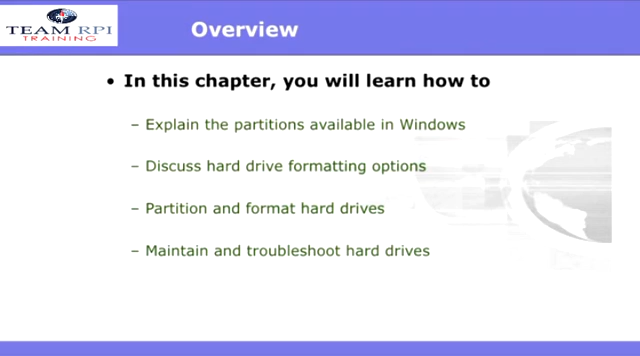 TEAM RPI
TRAINING
Overview
• In this chapter, you will learn how to
– Explain the partitions available in Windows
– Discuss hard drive formatting options
– Partition and format hard drives
– Maintain and troubleshoot hard drives